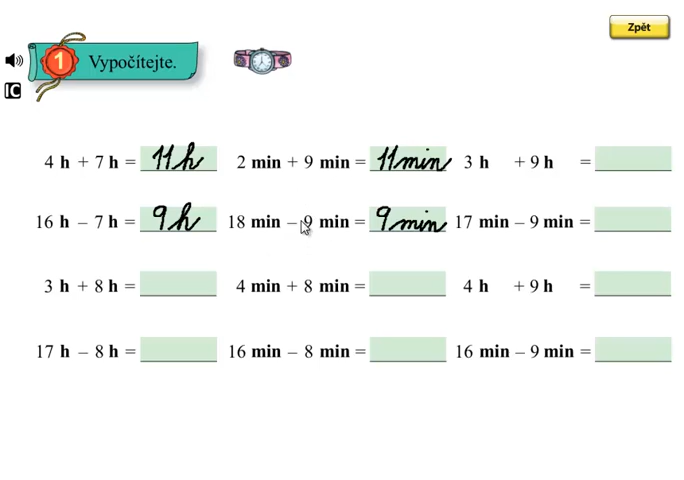 Zpět
1 Vypočítejte.
IC
4 h + 7 h = 11 h 2 min + 9 min = 11 min 3 h + 9 h =
16 h – 7 h = 9 h 18 min – 9 min = 9 min 17 min – 9 min =
3 h + 8 h = 4 min + 8 min = 4 h + 9 h =
17 h – 8 h = 16 min – 8 min = 16 min – 9 min =